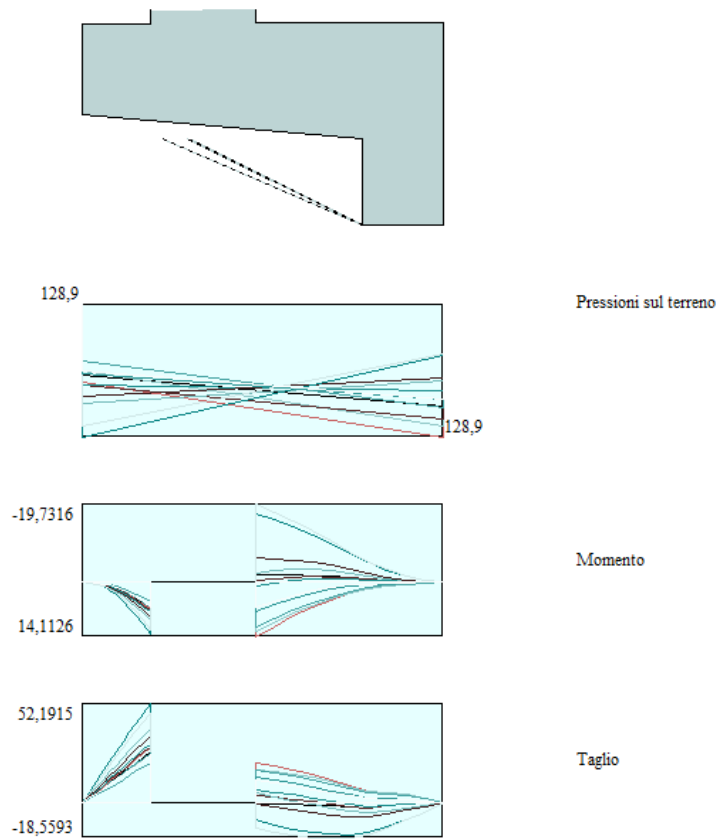 128,9
Pressioni sul terreno
128,9
-19,7316
Momento
14,1126
52,1915
Taglio
-18,5593